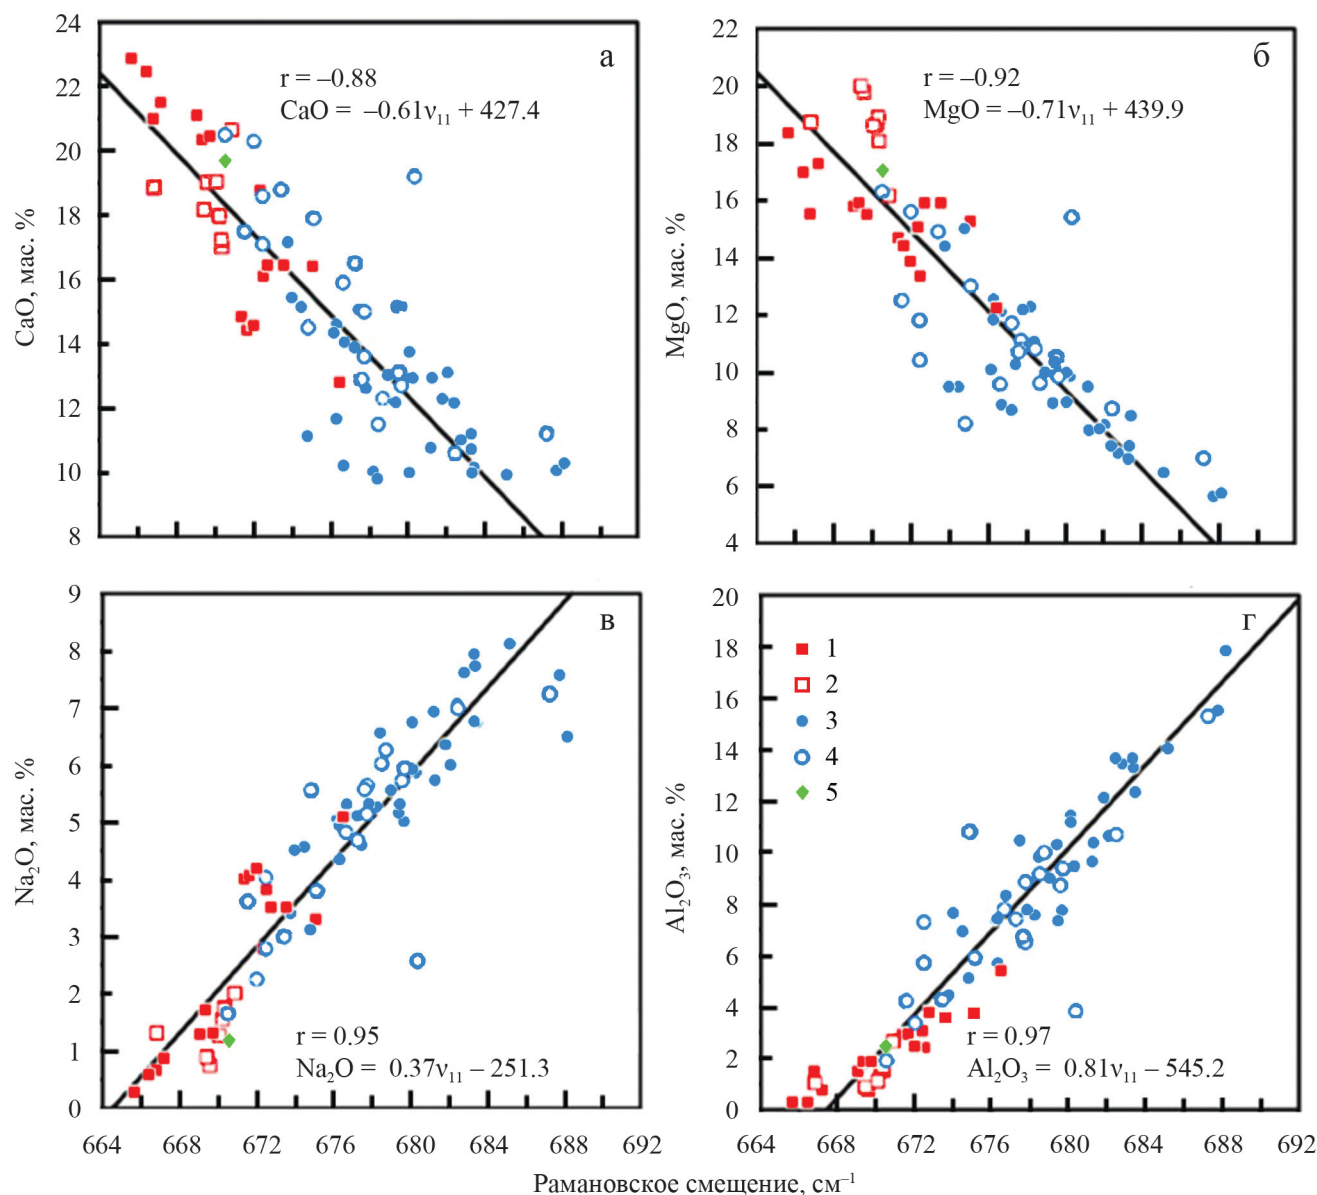 а
r = –0.88
CaO = –0.61ν11 + 427.4
CaO, мас. %
24
22
20
18
16
14
12
10
8
б
r = –0.92
MgO = –0.71ν11 + 439.9
MgO, мас. %
22
20
18
16
14
12
10
8
6
4
в
r = 0.95
Na2O = 0.37ν11 – 251.3
Na2O, мас. %
9
8
7
6
5
4
3
2
1
0
664 668 672 676 680 684 688 692
г
1
2
3
4
5
r = 0.97
Al2O3 = 0.81ν11 – 545.2
Al2O3, мас. %
20
18
16
14
12
10
8
6
4
2
0
664 668 672 676 680 684 688 692
Рамановское смещение, см–1